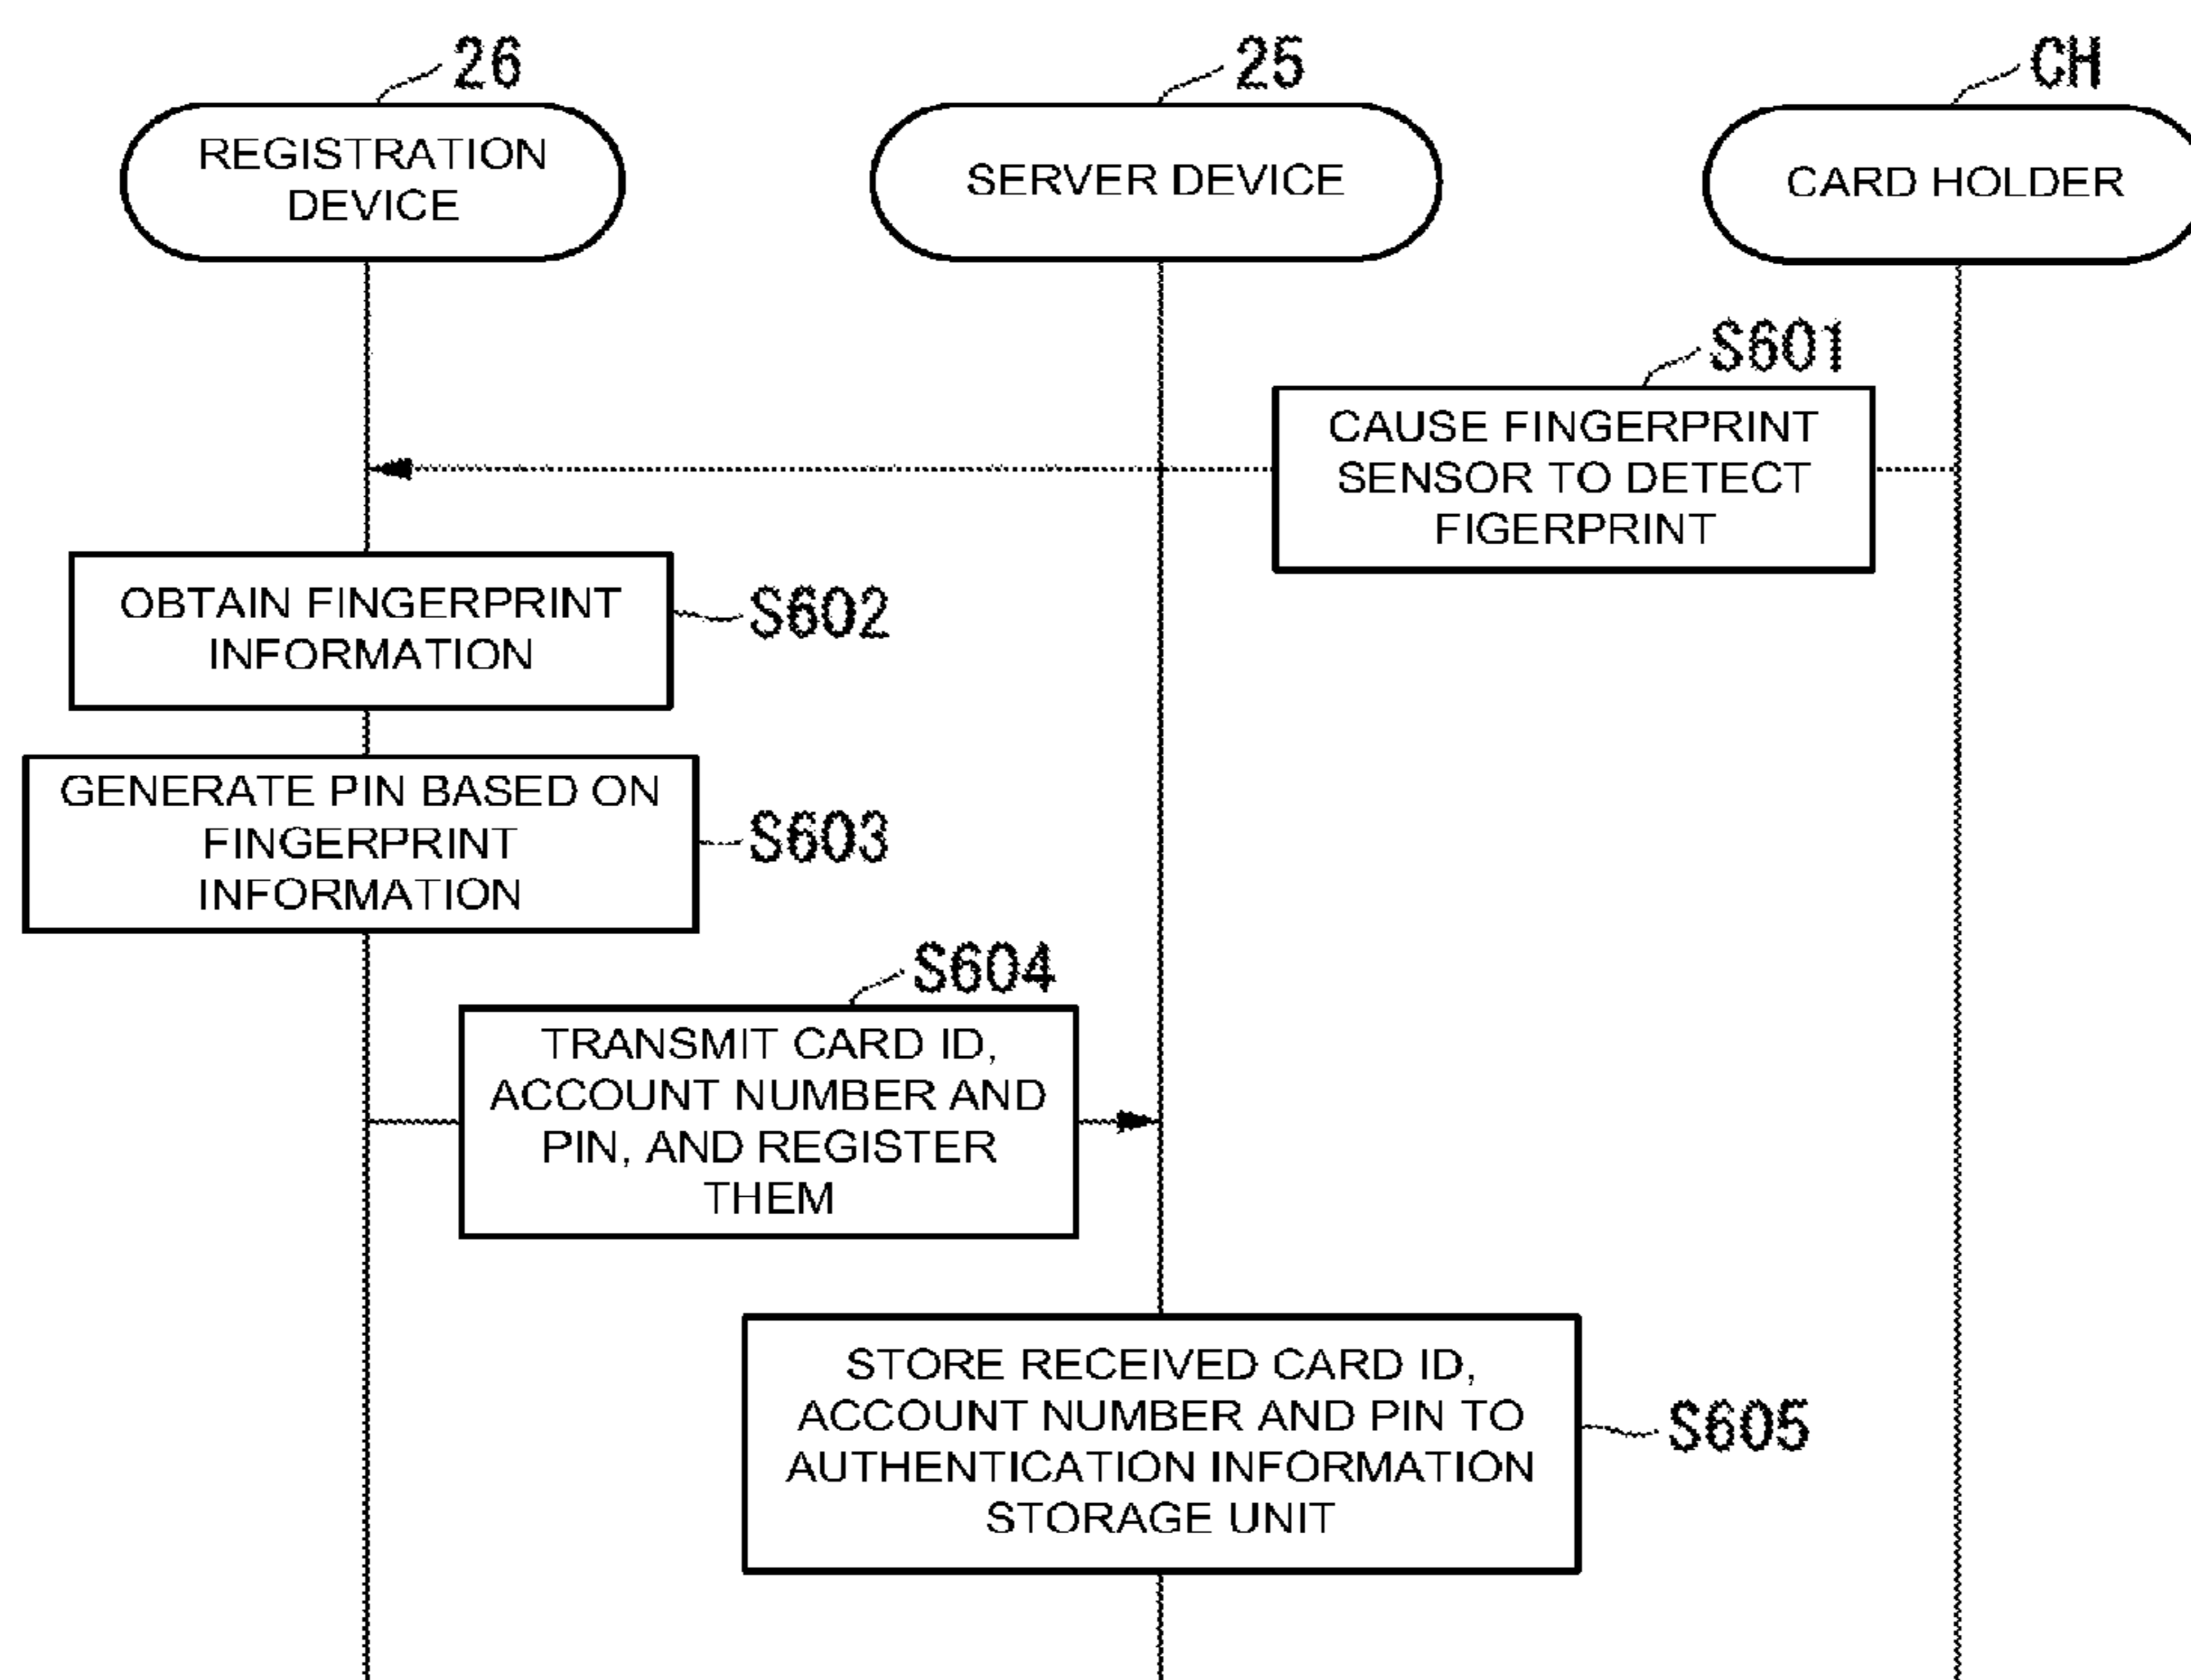 26
25
CH
REGISTRATION
DEVICE
SERVER DEVICE
CARD HOLDER
S601
CAUSE FINGERPRINT
SENSOR TO DETECT
FIGERPRINT
OBTAIN FINGERPRINT
INFORMATION
S602
GENERATE PIN BASED ON
FINGERPRINT
INFORMATION
S603
S604
TRANSMIT CARD ID,
ACCOUNT NUMBER AND
PIN, AND REGISTER
THEM
STORE RECEIVED CARD ID,
ACCOUNT NUMBER AND PIN TO
AUTHENTICATION INFORMATION
STORAGE UNIT
S605